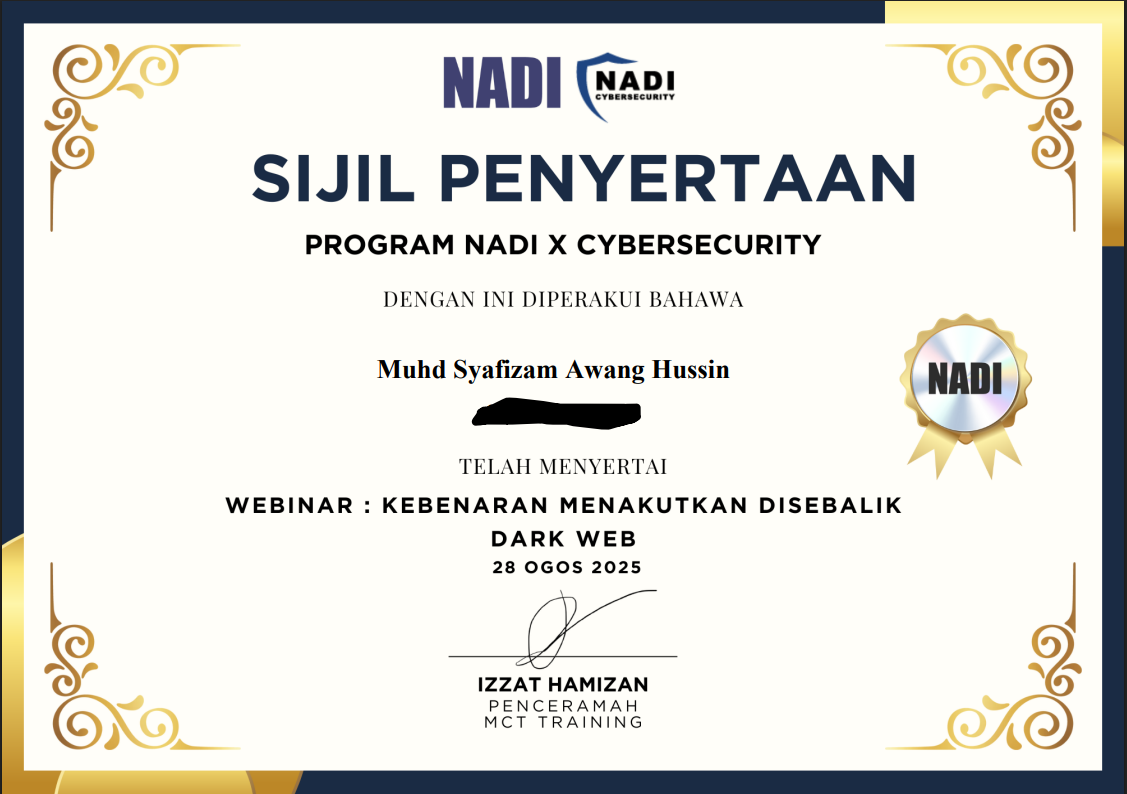 NADI
NADI
CYBERSECURITY
SIJIL PENYERTAAN
PROGRAM NADI X CYBERSECURITY
DENGAN INI DIPERAKUI BAHAWA
Muhd Syafizam Awang Hussin
NADI
TELAH MENYERTAI
WEBINAR : KEBENARAN MENAKUTKAN DISEBALIK
DARK WEB
28 OGOS 2025
IZZAT HAMIZAN
PENCERAMAH
MCT TRAINING